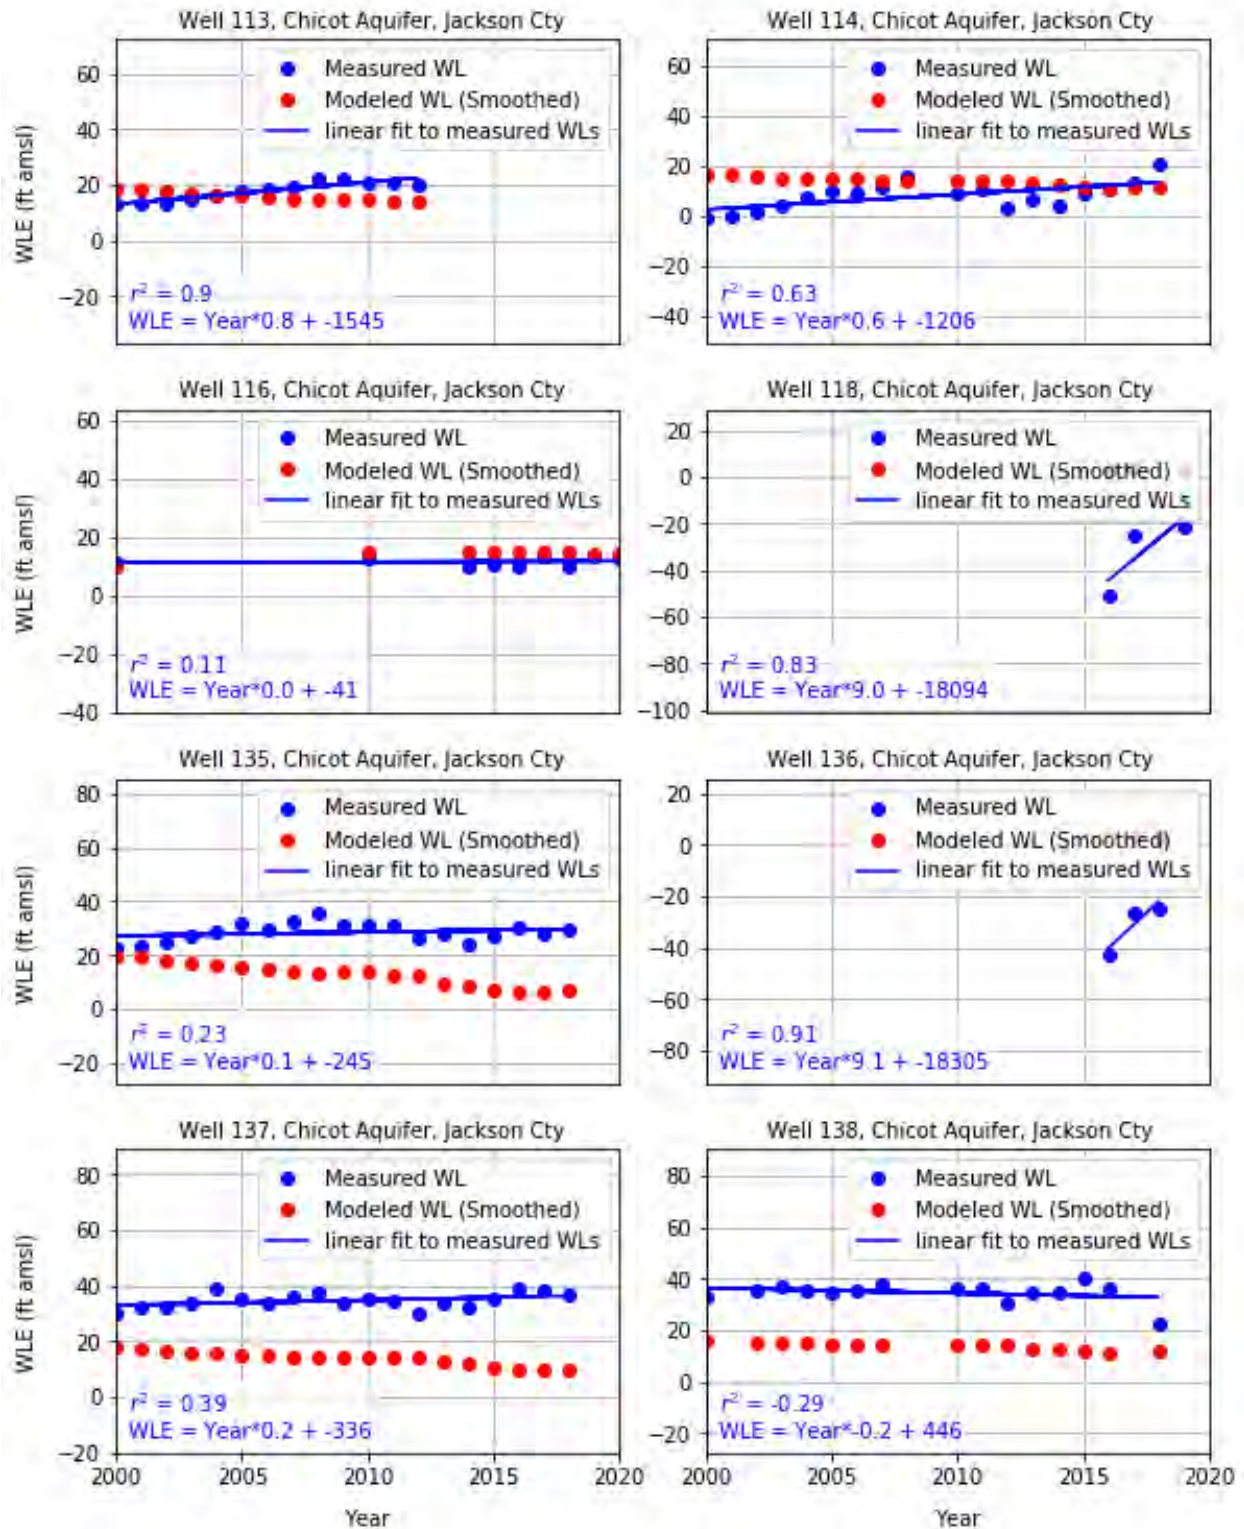 Well 113, Chicot Aquifer, Jackson Cty
Measured WL
Modeled WL (Smoothed)
linear fit to measured WLs
60
40
20
0
−20
WLE (ft amsl)
r² = 0.9
WLE = Year*0.8 + -1545
Well 114, Chicot Aquifer, Jackson Cty
Measured WL
Modeled WL (Smoothed)
linear fit to measured WLs
60
40
20
0
−20
−40
r² = 0.63
WLE = Year*0.6 + -1206
Well 116, Chicot Aquifer, Jackson Cty
Measured WL
Modeled WL (Smoothed)
linear fit to measured WLs
60
40
20
0
−20
−40
WLE (ft amsl)
r² = 0.11
WLE = Year*0.0 + -41
Well 118, Chicot Aquifer, Jackson Cty
Measured WL
Modeled WL (Smoothed)
linear fit to measured WLs
20
0
−20
−40
−60
−80
−100
r² = 0.83
WLE = Year*9.0 + -18094
Well 135, Chicot Aquifer, Jackson Cty
Measured WL
Modeled WL (Smoothed)
linear fit to measured WLs
80
60
40
20
0
−20
WLE (ft amsl)
r² = 0.23
WLE = Year*0.1 + -245
Well 136, Chicot Aquifer, Jackson Cty
Measured WL
Modeled WL (Smoothed)
linear fit to measured WLs
20
0
−20
−40
−60
−80
r² = 0.91
WLE = Year*9.1 + -18305
Well 137, Chicot Aquifer, Jackson Cty
Measured WL
Modeled WL (Smoothed)
linear fit to measured WLs
80
60
40
20
0
−20
WLE (ft amsl)
r² = 0.39
WLE = Year*0.2 + -336
2000 2005 2010 2015 2020
Year
Well 138, Chicot Aquifer, Jackson Cty
Measured WL
Modeled WL (Smoothed)
linear fit to measured WLs
80
60
40
20
0
−20
r² = -0.29
WLE = Year*-0.2 + 446
2000 2005 2010 2015 2020
Year